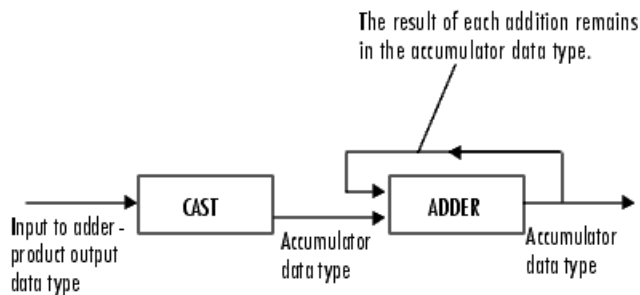 The result of each addition remains
in the accumulator data type.
CAST
ADDER
Input to adder -
product output
data type
Accumulator
data type
Accumulator
data type